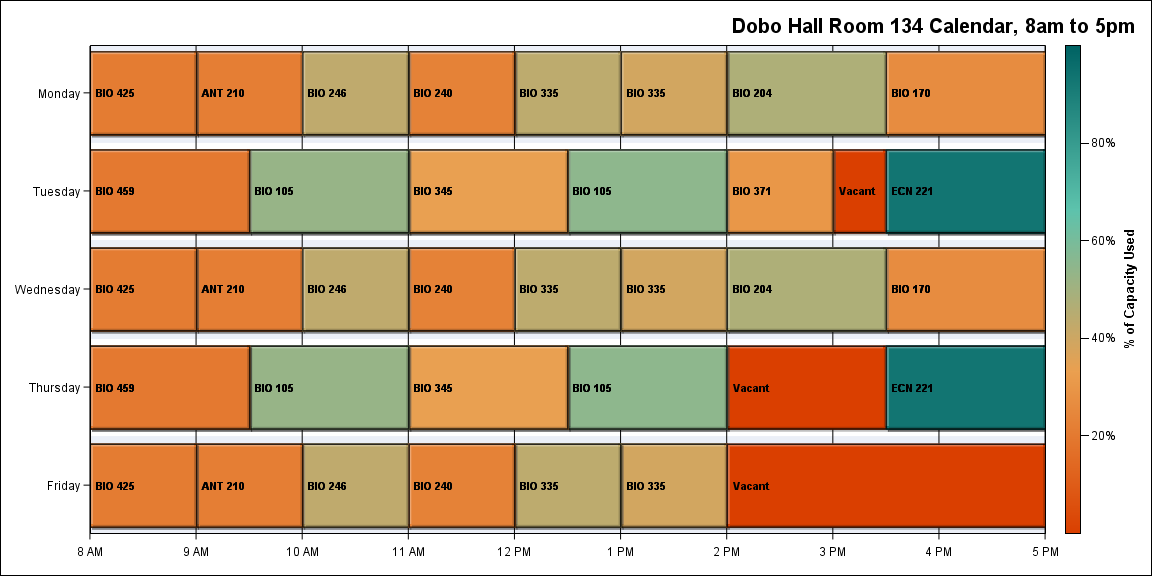 Dobo Hall Room 134 Calendar, 8am to 5pm
Monday
BIO 425
ANT 210
BIO 246
BIO 240
BIO 335
BIO 335
BIO 204
BIO 170
Tuesday
BIO 459
BIO 105
BIO 345
BIO 105
BIO 371
Vacant
ECN 221
Wednesday
BIO 425
ANT 210
BIO 246
BIO 240
BIO 335
BIO 335
BIO 204
BIO 170
Thursday
BIO 459
BIO 105
BIO 345
BIO 105
Vacant
ECN 221
Friday
BIO 425
ANT 210
BIO 246
BIO 240
BIO 335
BIO 335
Vacant
8 AM
9 AM
10 AM
11 AM
12 PM
1 PM
2 PM
3 PM
4 PM
5 PM
80%
60%
40%
20%
% of Capacity Used